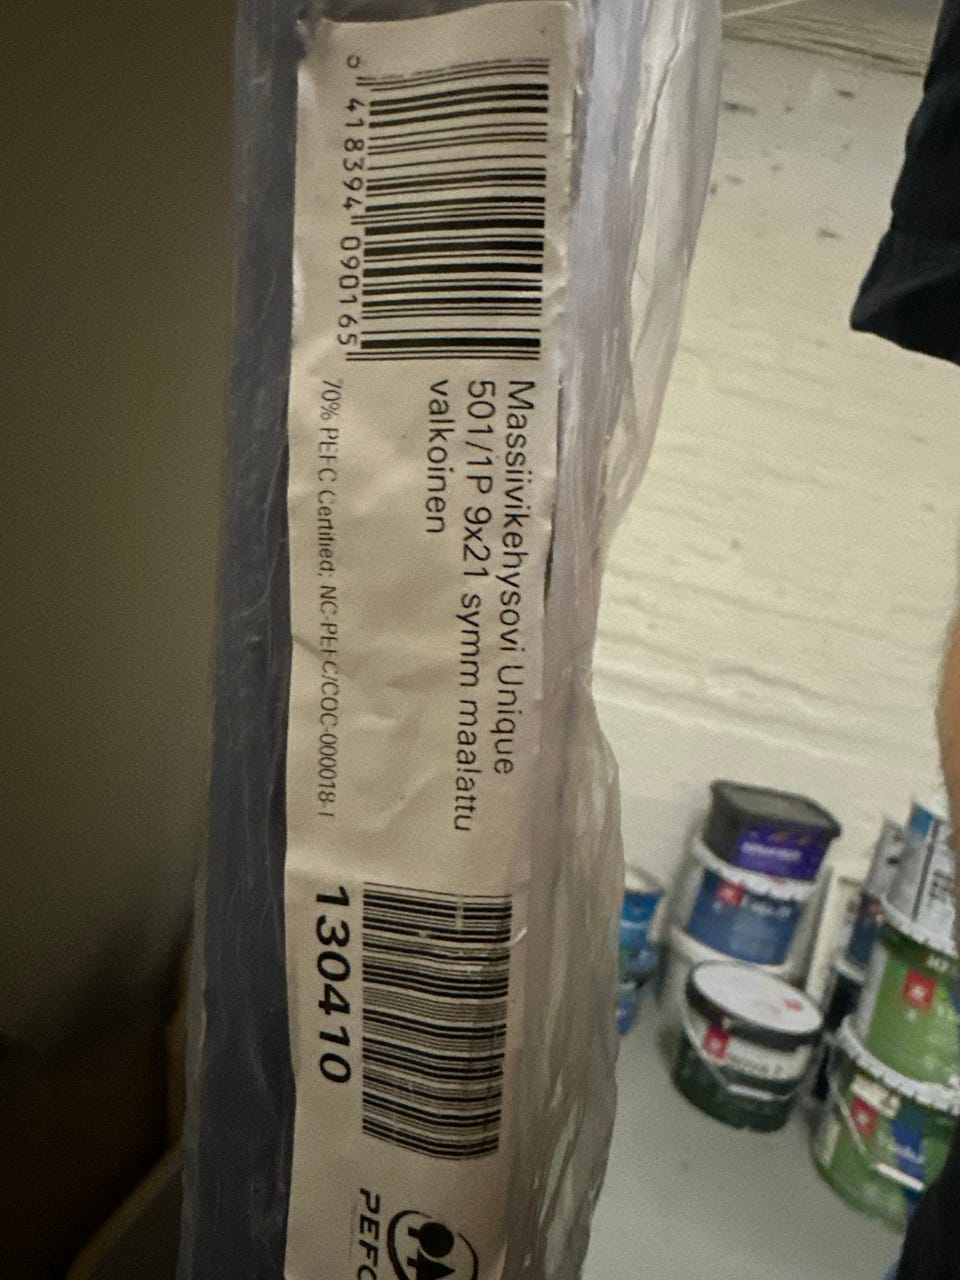 418394 090165
Massiivikehysovi Unique
501/1P 9x21 symm maalattu
valkoinen
70% PEFC Certified; NC-PEFC/COC-000018-1
130410
PEFC